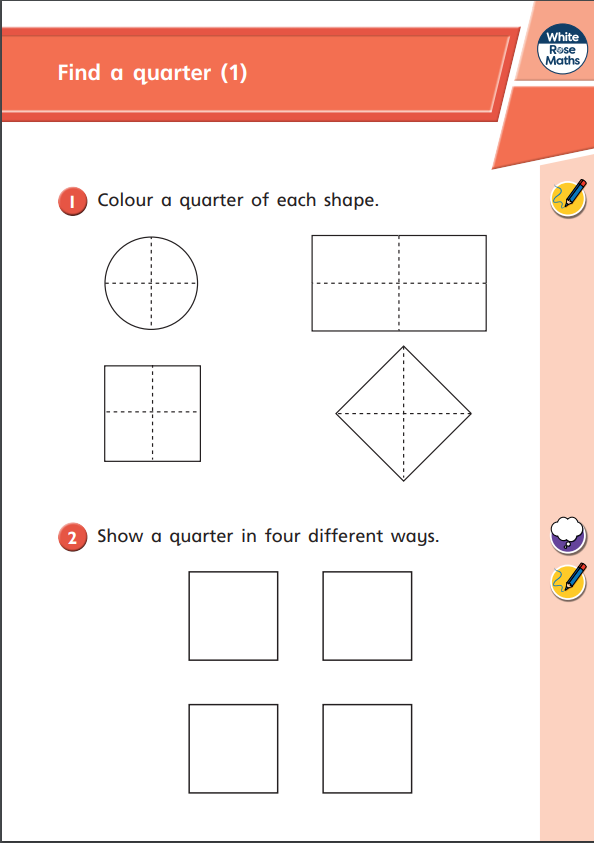 Find a quarter (1)
White
Rose
Maths
1 Colour a quarter of each shape.
2 Show a quarter in four different ways.